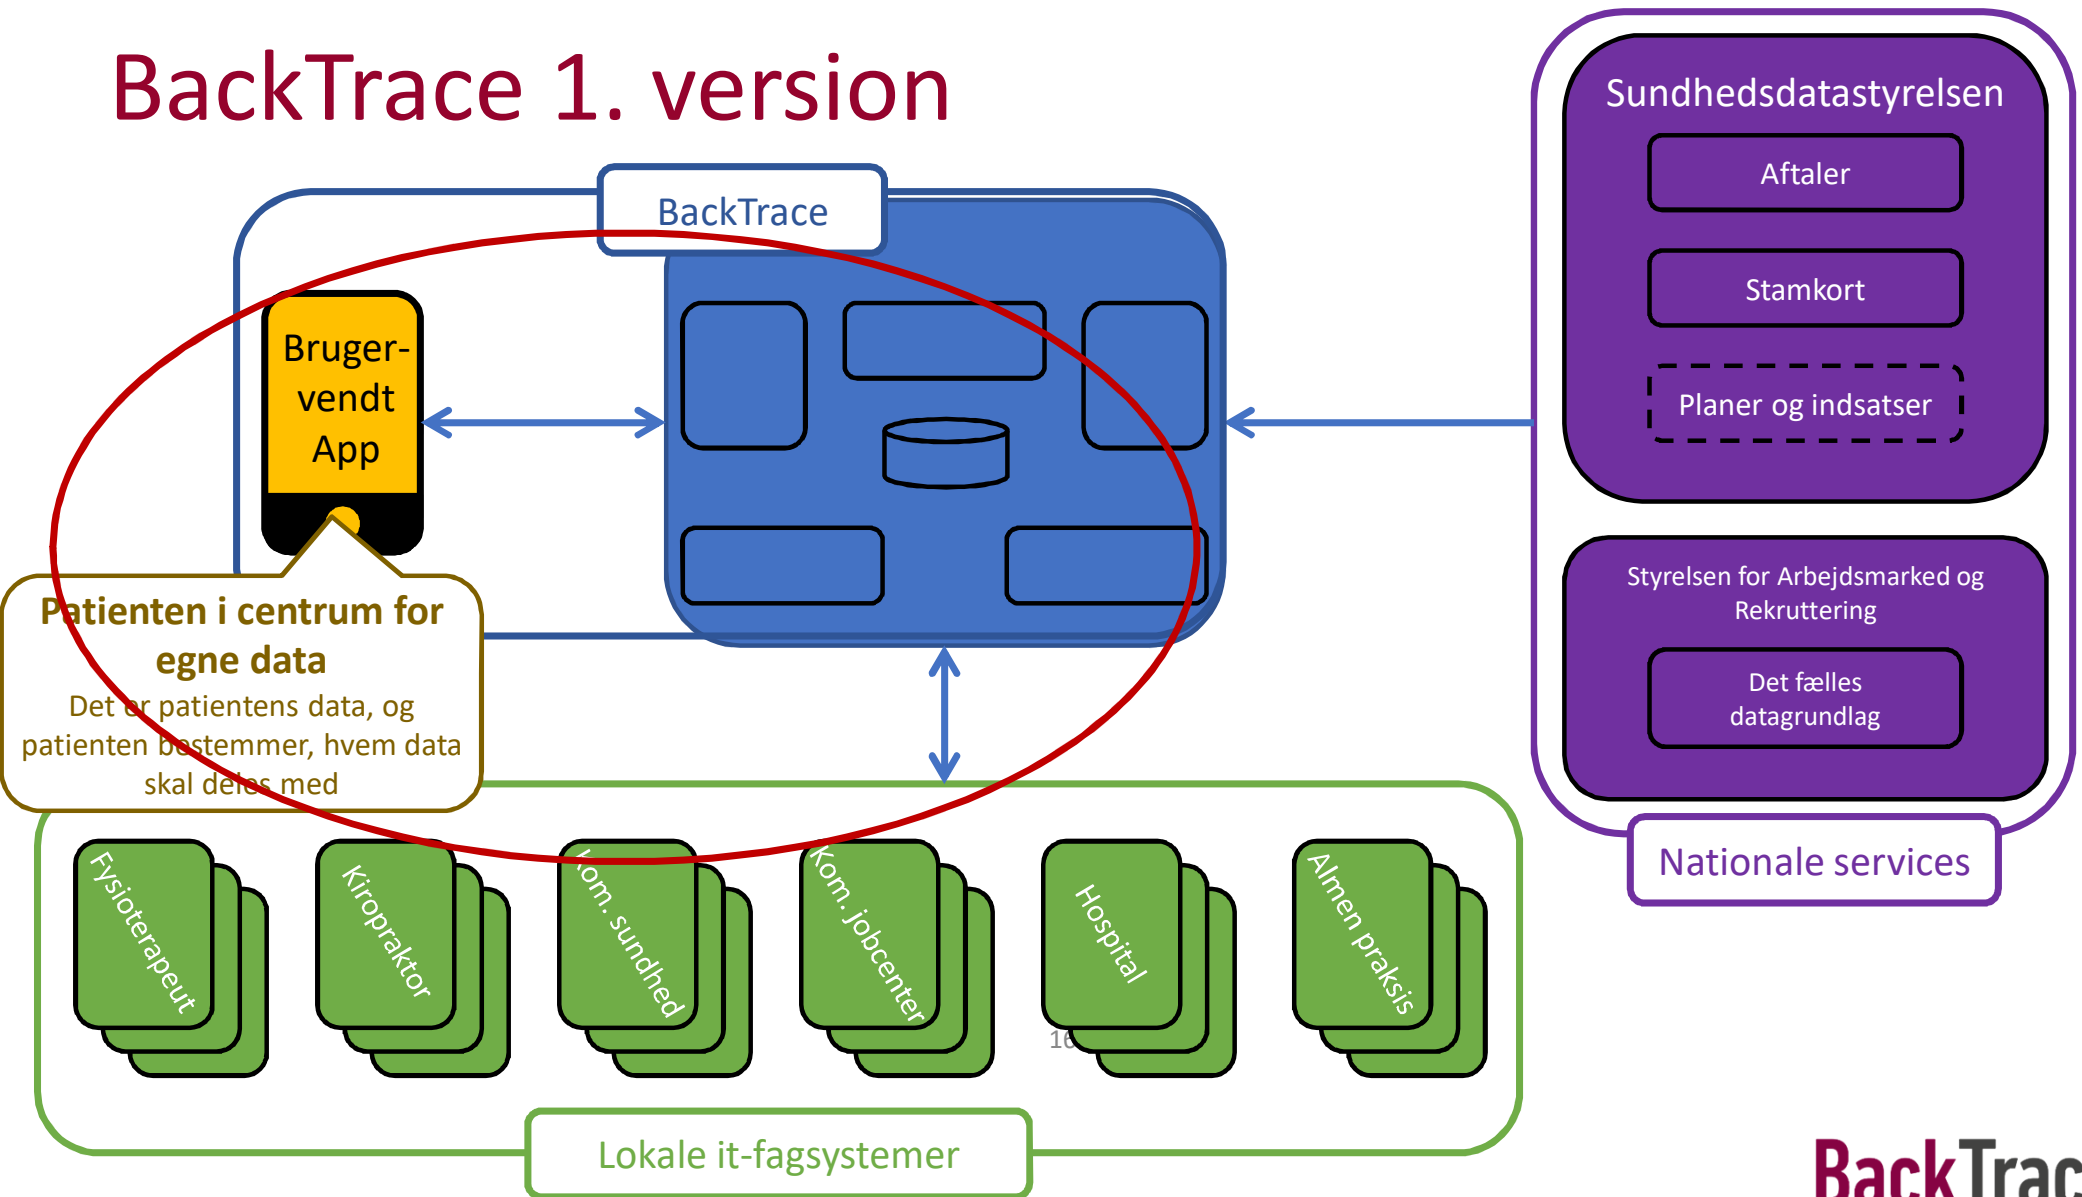 BackTrace 1. version
BackTrace
Bruger-
vendt
App
Patienten i centrum for
egne data
Det er patientens data, og
patienten bestemmer, hvem data
skal deles med
Sundhedsdatastyrelsen
Aftaler
Stamkort
Planer og indsatser
Styrelsen for Arbejdsmarked og
Rekruttering
Det fælles
datagrundlag
Nationale services
Fysioterapeut
Kiropraktor
Kom. sundhed
Kom. jobcenter
Hospital
Almen praksis
16
Lokale it-fagsystemer
BackTrac